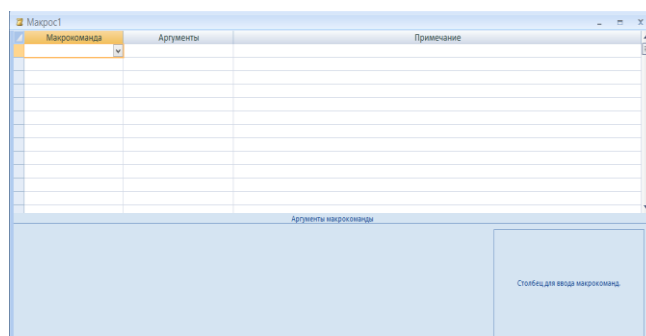 Макрос1
Макрокоманда Аргументы Примечание
Аргументы макрокоманды
Столбец для ввода макрокоманд.